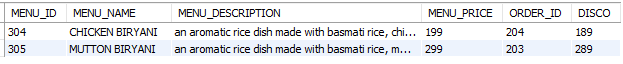 MENU_ID MENU_NAME MENU_DESCRIPTION MENU_PRICE ORDER_ID DISCO
304 CHICKEN BIRYANI an aromatic rice dish made with basmati rice, chi... 199 204 189
305 MUTTON BIRYANI an aromatic rice dish made with basmati rice, m... 299 203 289